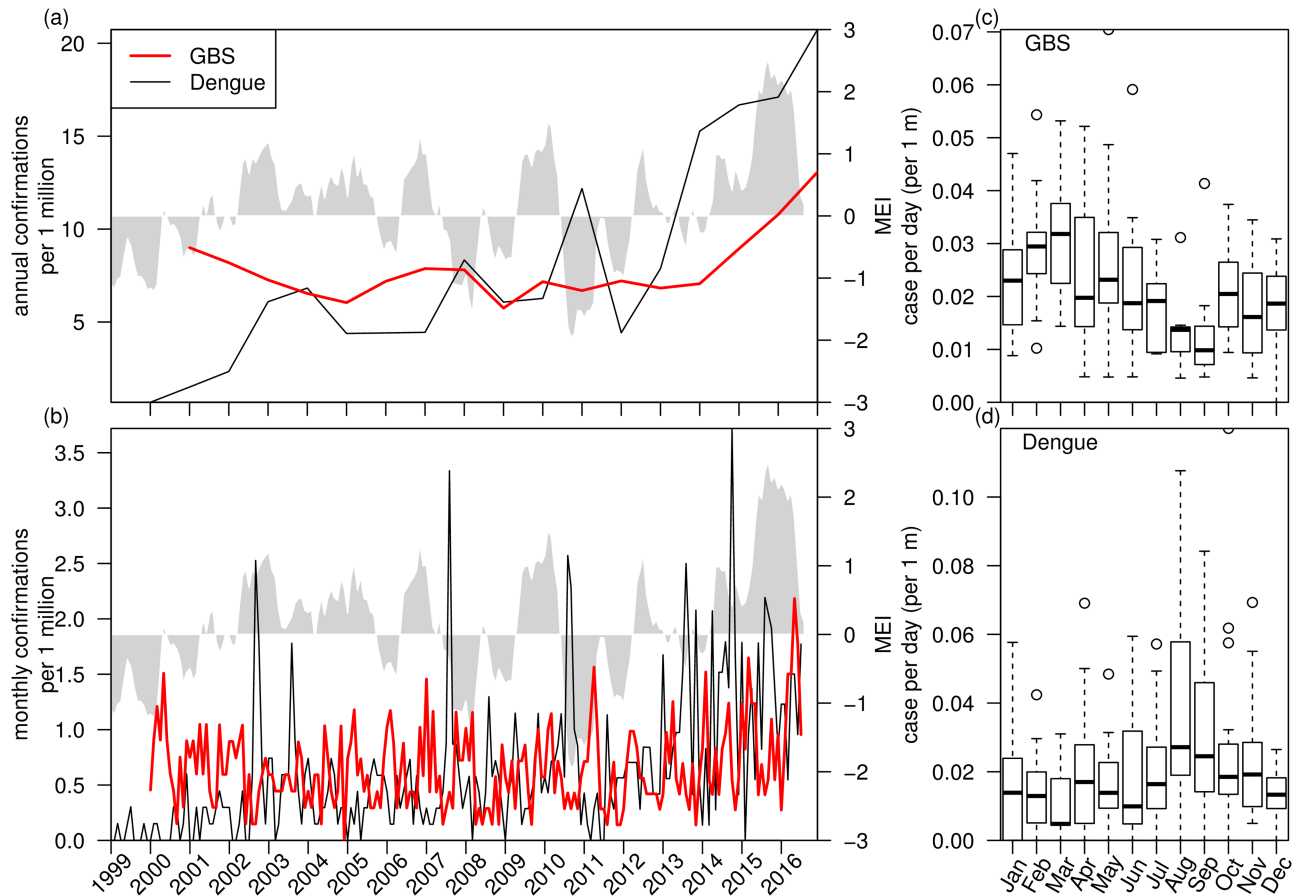 (a)
GBS
Dengue
annual confirmations
per 1 million
20
15
10
5
3
2
1
0
−1
−2
−3
MEI
(b)
monthly confirmations
per 1 million
3.5
3.0
2.5
2.0
1.5
1.0
0.5
0.0
3
2
1
0
−1
−2
−3
MEI
1999
2000
2001
2002
2003
2004
2005
2006
2007
2008
2009
2010
2011
2012
2013
2014
2015
2016
(c)
GBS
case per day (per 1 m)
0.07
0.06
0.05
0.04
0.03
0.02
0.01
0.00
(d)
Dengue
case per day (per 1 m)
0.10
0.08
0.06
0.04
0.02
0.00
Jan
Feb
Mar
Apr
May
Jun
Jul
Aug
Sep
Oct
Nov
Dec